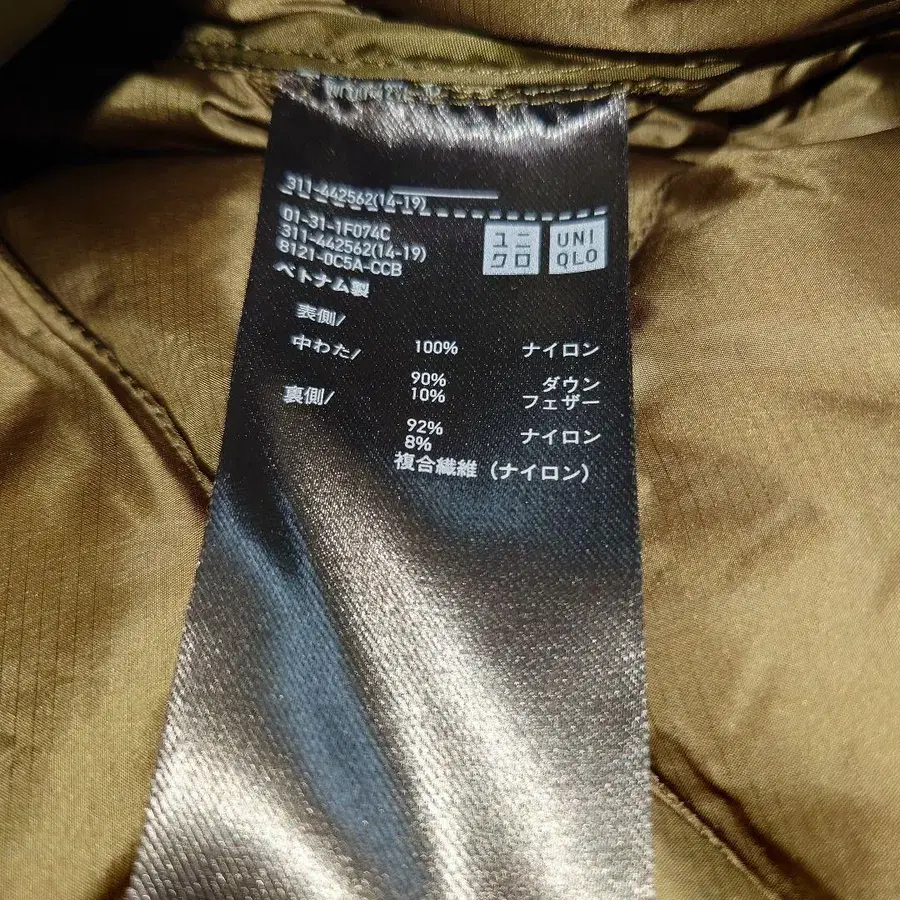 311-442562(14-19)
01-31-1F074C
311-442562(14-19)
8121-0C5A-CCB
ユニ
クロ
UNI
QLO
ベトナム製
表側/
100% ナイロン
中わた/
90% ダウン
10% フェザー
裏側/
92% ナイロン
8%
複合繊維 (ナイロン)